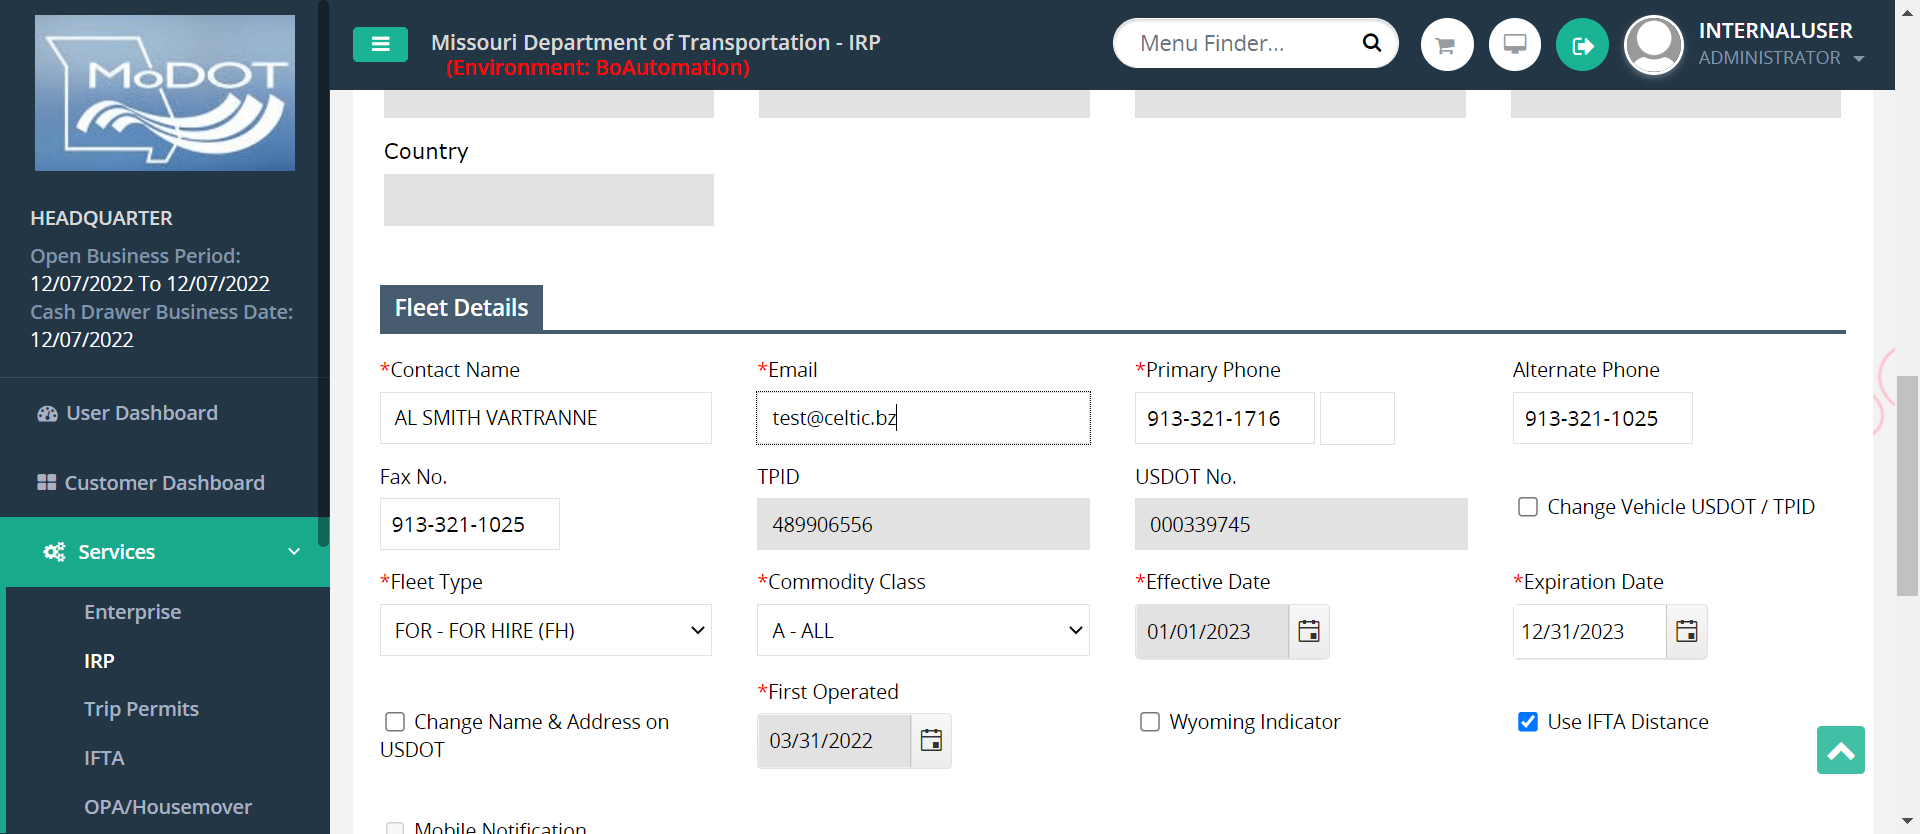 MoDOT
HEADQUARTER
Open Business Period:
12/07/2022 To 12/07/2022
Cash Drawer Business Date:
12/07/2022
User Dashboard
Customer Dashboard
Services
Enterprise
IRP
Trip Permits
IFTA
OPA/Housemover
Missouri Department of Transportation - IRP
(Environment: BoAutomation)
Menu Finder...
INTERNALUSER
ADMINISTRATOR
Country
Fleet Details
*Contact Name
AL SMITH VARTRANNE
*Email
test@celtic.bz
*Primary Phone
913-321-1716
Alternate Phone
913-321-1025
Fax No.
913-321-1025
TPID
489906556
USDOT No.
000339745
Change Vehicle USDOT / TPID
*Fleet Type
FOR - FOR HIRE (FH)
*Commodity Class
A - ALL
*Effective Date
01/01/2023
*Expiration Date
12/31/2023
Change Name & Address on
USDOT
*First Operated
03/31/2022
Wyoming Indicator
Use IFTA Distance
Mobile Notification